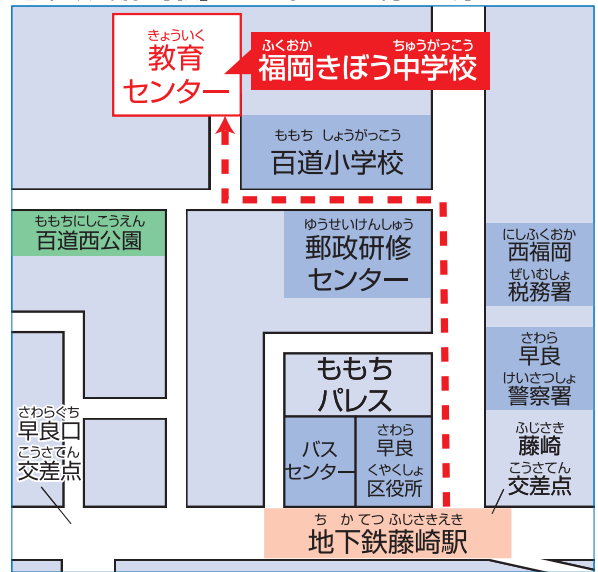 きょういく
教育
センター
ふくおか ちゅうがっこう
福岡きぼう中学校
ももち しょうがっこう
百道小学校
ももちにしこうえん
百道西公園
ゆうせいけんしゅう
郵政研修
センター
にしふくおか
西福岡
ぜいむしょ
税務署
さわら
早良
けいさつしょ
警察署
ももち
パレス
バス
センター
さわら
早良
くやくしょ
区役所
さわらぐち
早良口
こうさてん
交差点
ふじさき
藤崎
こうさてん
交差点
ち か てつ ふじさきえき
地下鉄藤崎駅